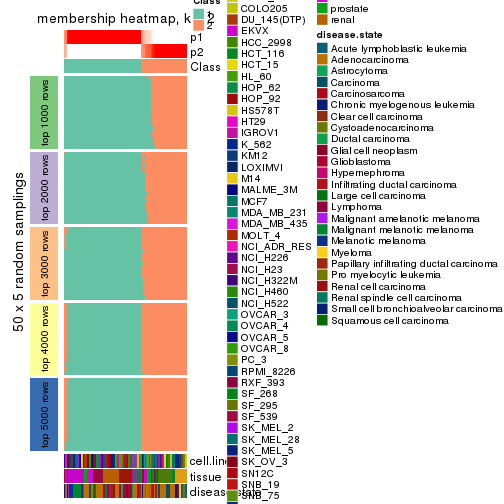 membership heatmap, k
p1
p2
Class
50 x 5 random samplings
top 1000 rows
top 2000 rows
top 3000 rows
top 4000 rows
top 5000 rows
cell.line
tissue
disease.state
Class
1
2
COLO205
DU_145(DTP)
EKVX
HCC_2998
HCT_116
HCT_15
HL_60
HOP_62
HOP_92
HS578T
HT29
IGROV1
K_562
KM12
LOXIMVI
M14
MALME_3M
MCF7
MDA_MB_231
MDA_MB_435
MOLT_4
NCI_ADR_RES
NCI_H226
NCI_H23
NCI_H322M
NCI_H460
NCI_H522
OVCAR_3
OVCAR_4
OVCAR_5
OVCAR_8
PC_3
RPMI_8226
RXF_393
SF_268
SF_295
SF_539
SK_MEL_2
SK_MEL_28
SK_MEL_5
SK_OV_3
SN12C
SNB_19
SNB_75
prostate
renal
disease.state
Acute lymphoblastic leukemia
Adenocarcinoma
Astrocytoma
Carcinoma
Carcinosarcoma
Chronic myelogenous leukemia
Clear cell carcinoma
Cystoadenocarcinoma
Ductal carcinoma
Glial cell neoplasm
Glioblastoma
Hypernephroma
Infiltrating ductal carcinoma
Large cell carcinoma
Lymphoma
Malignant amelanotic melanoma
Malignant melanotic melanoma
Melanotic melanoma
Myeloma
Papillary infiltrating ductal carcinoma
Pro myelocytic leukemia
Renal cell carcinoma
Renal spindle cell carcinoma
Small cell bronchioalveolar carcinoma
Squamous cell carcinoma